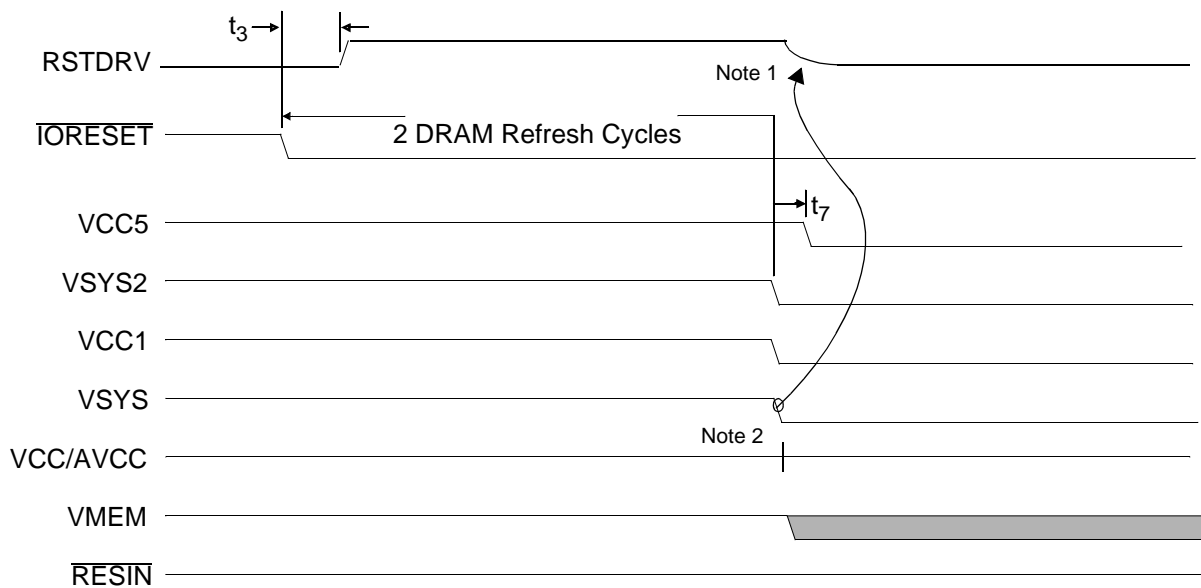 t3
RSTDRV
Note 1
IORESET
2 DRAM Refresh Cycles
VCC5
t7
VSYS2
VCC1
VSYS
Note 2
VCC/AVCC
VMEM
RESIN